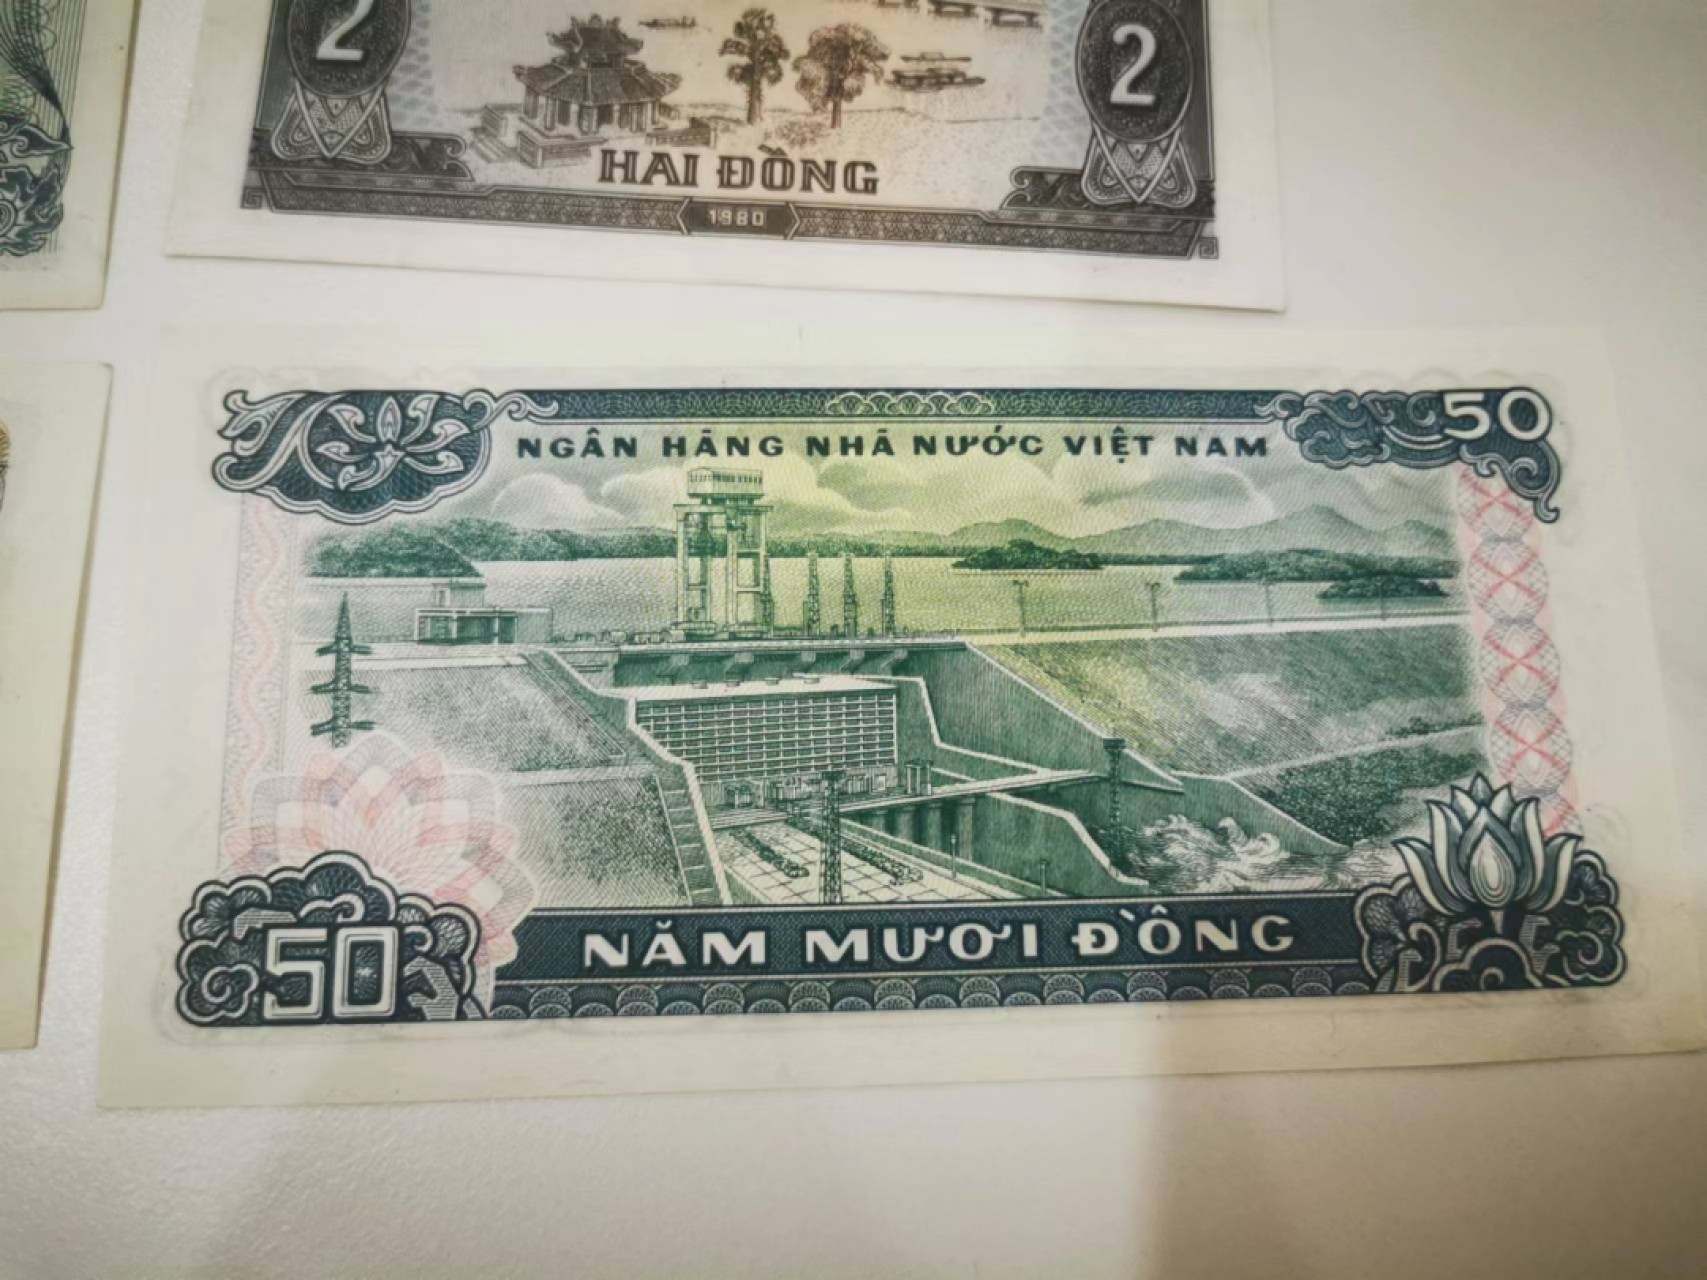 2
2
HAI ĐỒNG
1980
NGÂN HÀNG NHÀ NƯỚC VIỆT NAM
50
50
NĂM MƯƠI ĐỒNG